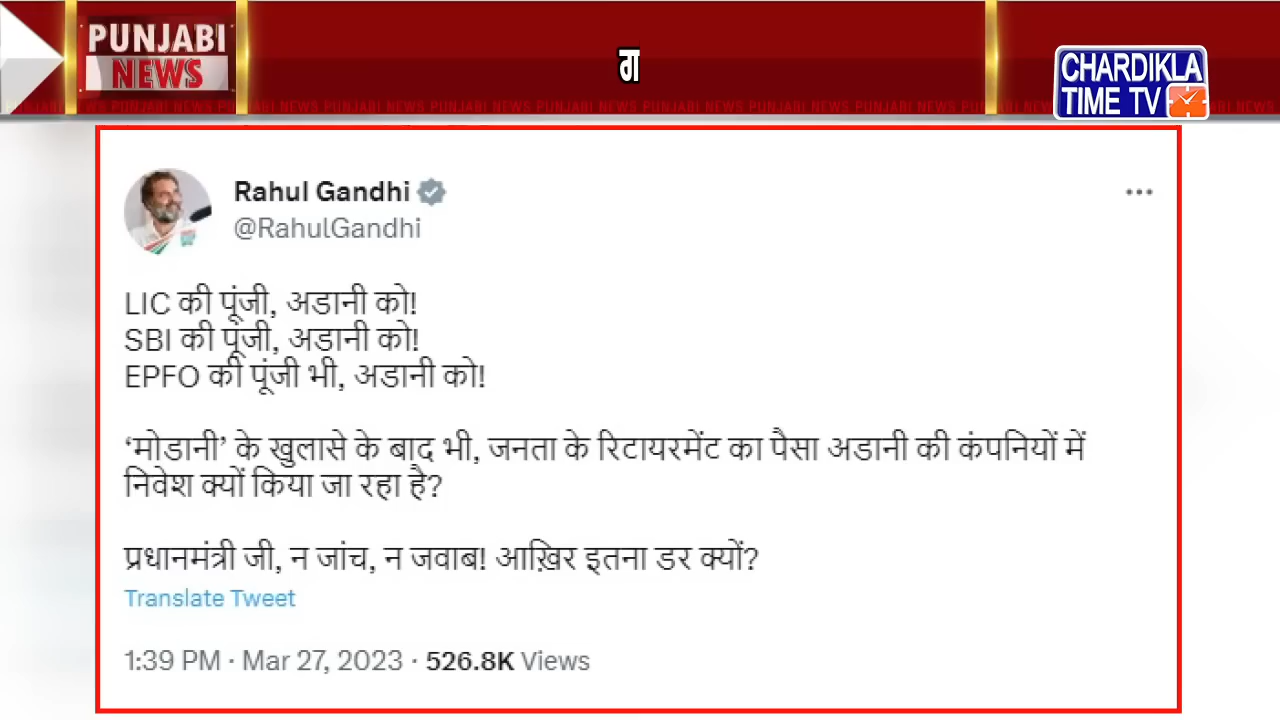 PUNJABI
NEWS
ग
CHARDIKLA
TIME TV
Rahul Gandhi
@RahulGandhi
LIC की पूंजी, अडानी को!
SBI की पूंजी, अडानी को!
EPFO की पूंजी भी, अडानी को!
‘मोडानी’ के खुलासे के बाद भी, जनता के रिटायरमेंट का पैसा अडानी की कंपनियों में
निवेश क्यों किया जा रहा है?
प्रधानमंत्री जी, न जांच, न जवाब! आख़िर इतना डर क्यों?
Translate Tweet
1:39 PM · Mar 27, 2023 · 526.8K Views